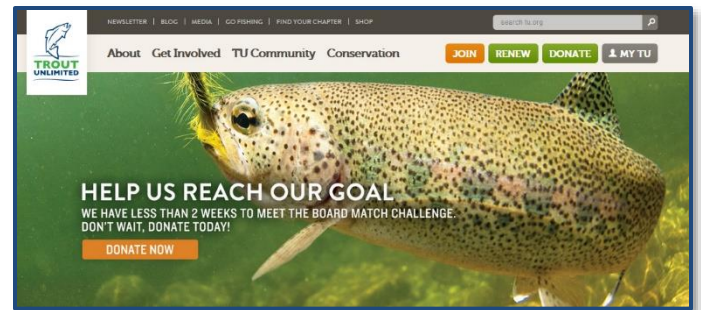 NEWSLETTER | BLOG | MEDIA | GO FISHING | FIND YOUR CHAPTER | SHOP
search tu.org
TROUT
UNLIMITED
About Get Involved TU Community Conservation
JOIN RENEW DONATE MY TU
HELP US REACH OUR GOAL
WE HAVE LESS THAN 2 WEEKS TO MEET THE BOARD MATCH CHALLENGE.
DON'T WAIT, DONATE TODAY!
DONATE NOW